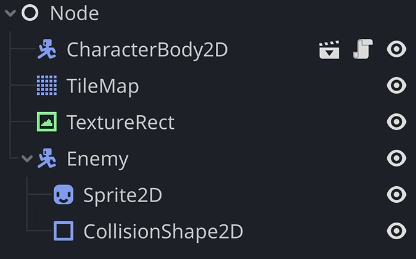 Node
CharacterBody2D
TileMap
TextureRect
Enemy
Sprite2D
CollisionShape2D